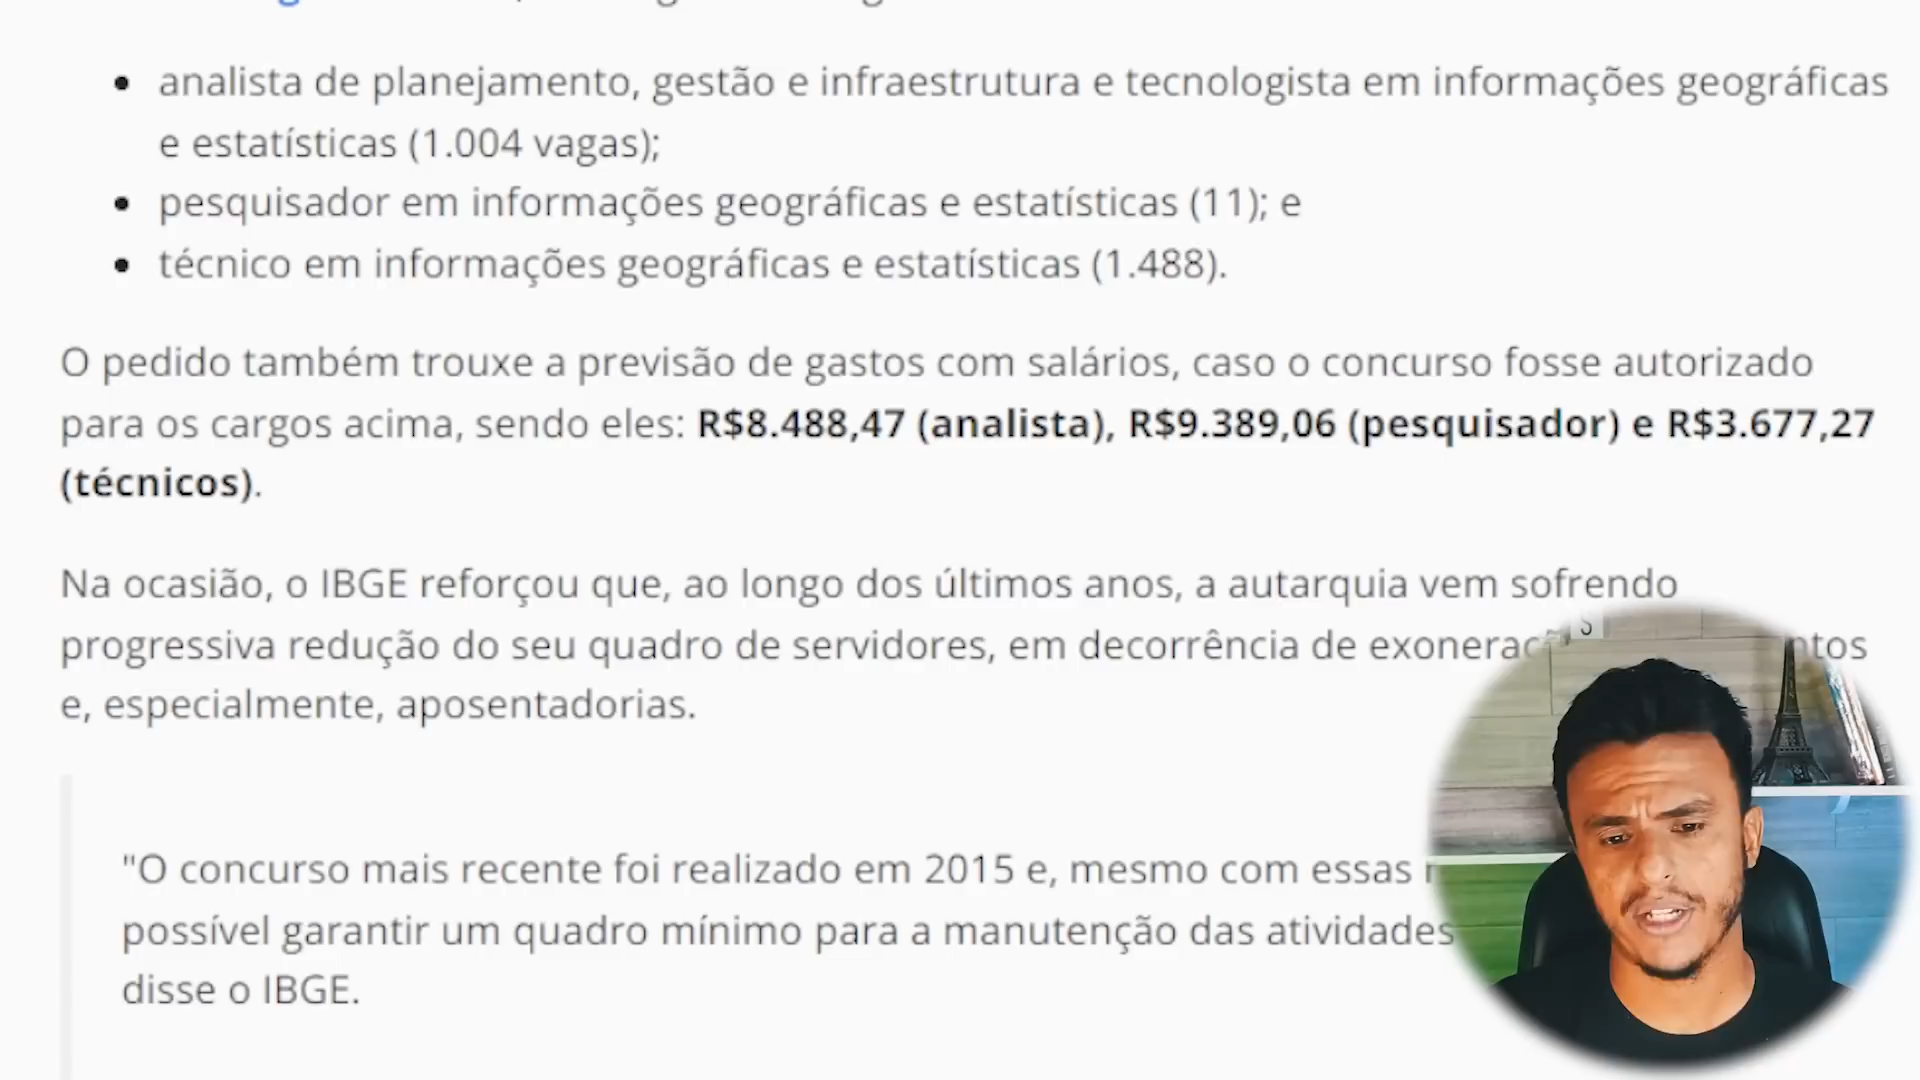 analista de planejamento, gestão e infraestrutura e tecnologista em informações geográficas
e estatísticas (1.004 vagas);
pesquisador em informações geográficas e estatísticas (11); e
técnico em informações geográficas e estatísticas (1.488).
O pedido também trouxe a previsão de gastos com salários, caso o concurso fosse autorizado
para os cargos acima, sendo eles: R$8.488,47 (analista), R$9.389,06 (pesquisador) e R$3.677,27
(técnicos).
Na ocasião, o IBGE reforçou que, ao longo dos últimos anos, a autarquia vem sofrendo
progressiva redução do seu quadro de servidores, em decorrência de
e, especialmente, aposentadorias.
"O concurso mais recente foi realizado em 2015 e, mesmo com essas
possível garantir um quadro mínimo para a manutenção das atividades
disse o IBGE.